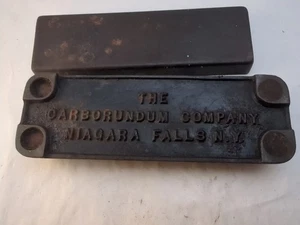 THE
CARBORUNDUM COMPANY
NIAGARA FALLS N.Y.